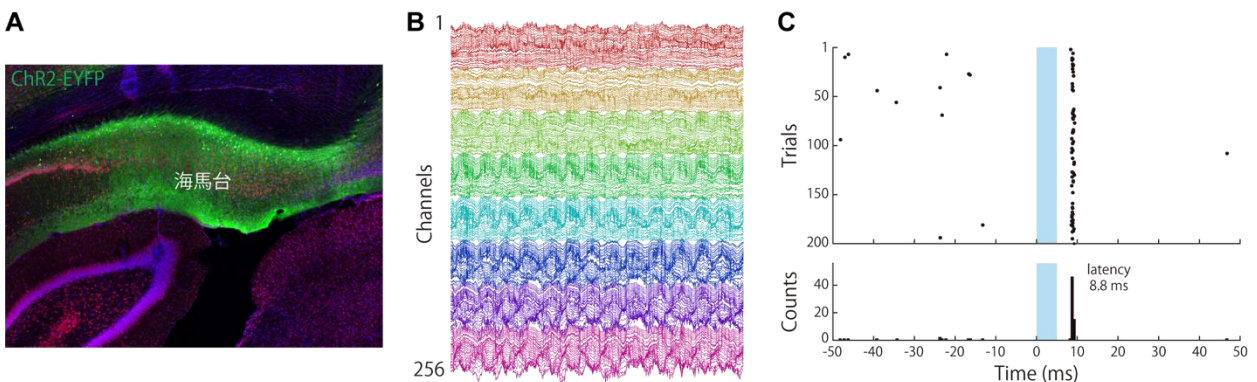 A
ChR2-EYFP
海馬台
B
1
Channels
256
C
1
50
100
150
200
Trials
latency
8.8 ms
40
20
0
Counts
-50 -40 -30 -20 -10 0 10 20 30 40 50
Time (ms)